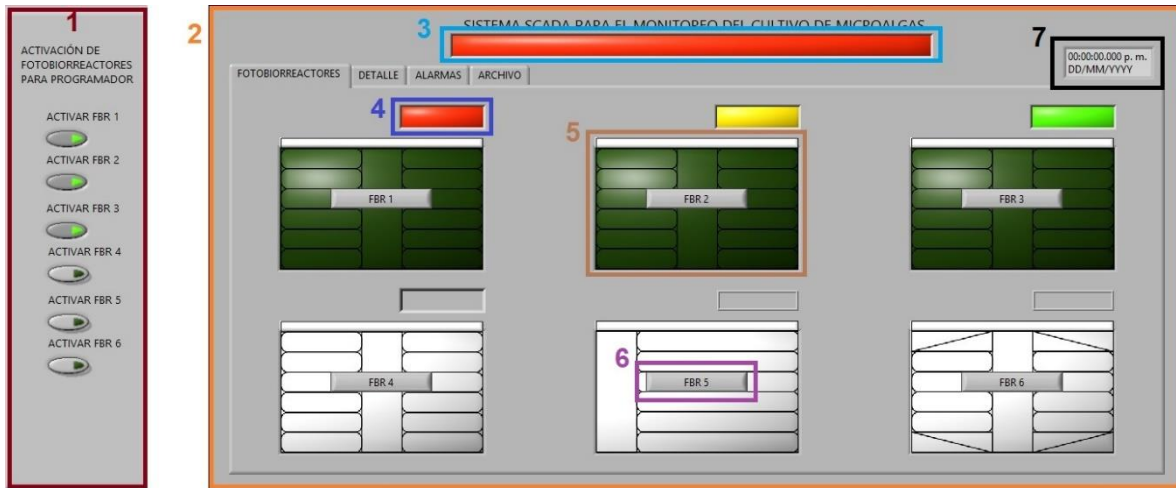 1
ACTIVACIÓN DE
FOTOBIORREACTORES
PARA PROGRAMADOR
ACTIVAR FBR 1
ACTIVAR FBR 2
ACTIVAR FBR 3
ACTIVAR FBR 4
ACTIVAR FBR 5
ACTIVAR FBR 6
2
SISTEMA SCADA PARA EL MONITOREO DEL CULTIVO DE MICROALGAS
3
7
00:00:00.000 p. m.
DD/MM/YYYY
FOTOBIORREACTORES DETALLE ALARMAS ARCHIVO
4
5
FBR 1 FBR 2 FBR 3
6
FBR 4 FBR 5 FBR 6